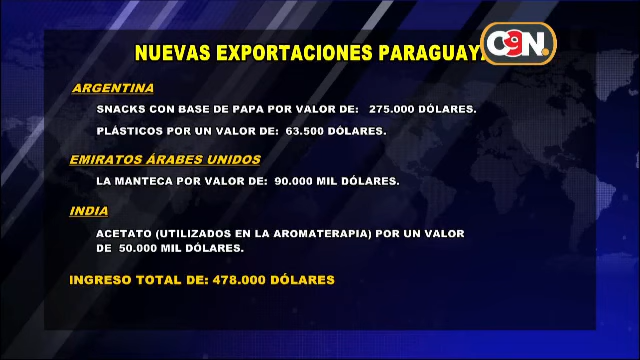 NUEVAS EXPORTACIONES
C9N.
ARGENTINA
SNACKS CON BASE DE PAPA POR VALOR DE: 275.000 DÓLARES.
PLÁSTICOS POR UN VALOR DE: 63.500 DÓLARES.
EMIRATOS ÁRABES UNIDOS
LA MANTECA POR VALOR DE: 90.000 MIL DÓLARES.
INDIA
ACETATO (UTILIZADOS EN LA AROMATERAPIA) POR UN VALOR
DE 50.000 MIL DÓLARES.
INGRESO TOTAL DE: 478.000 DÓLARES